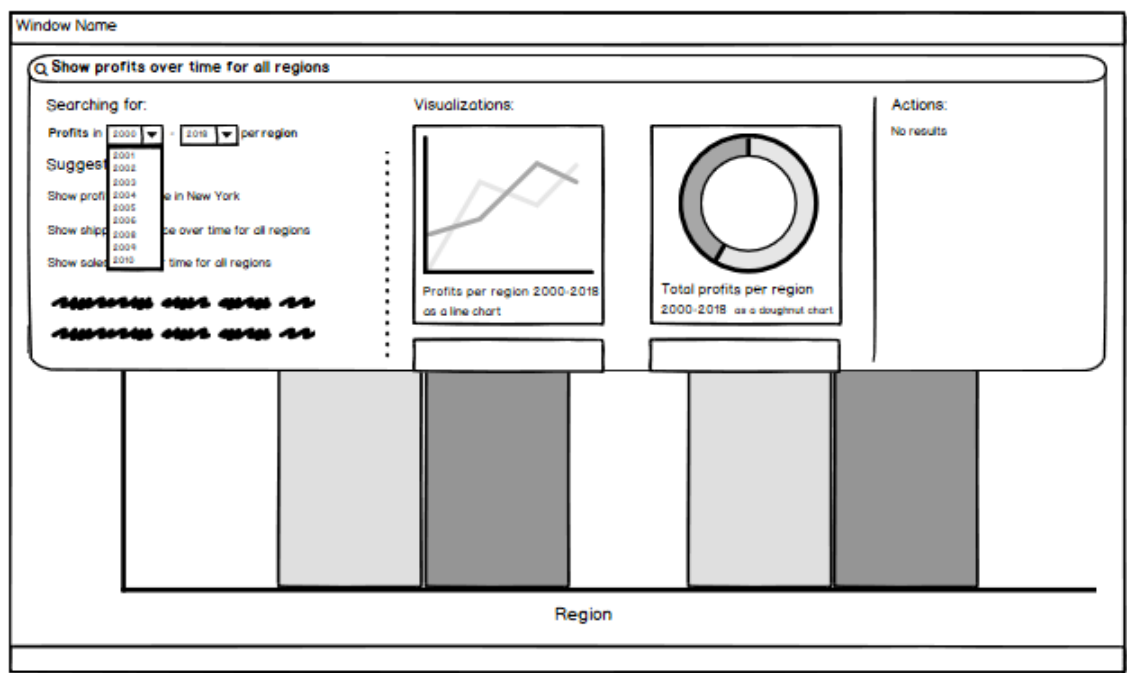 Window Name
Show profits over time for all regions
Searching for:
Profits in 2000 - 2018 per region
2001
2002
2003
2004
2005
2006
2008
2009
2010
Suggest
Show profi e in New York
Show shipp ce over time for all regions
Show sales time for all regions
Visualizations:
Profits per region 2000-2018
as a line chart
Total profits per region
2000-2018 as a doughnut chart
Actions:
No results
Region